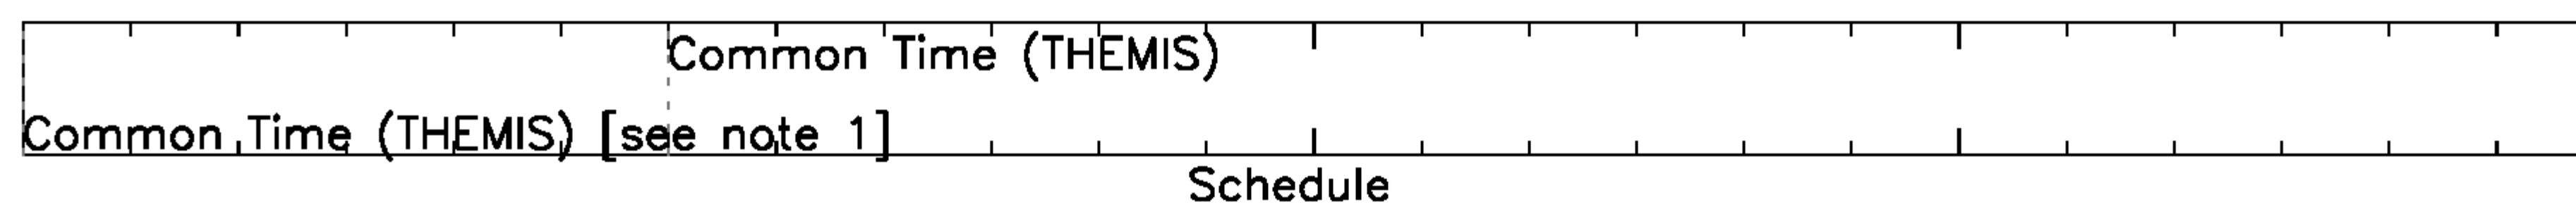 Common Time (THEMIS)
Common Time (THEMIS) [see note 1]
Schedule